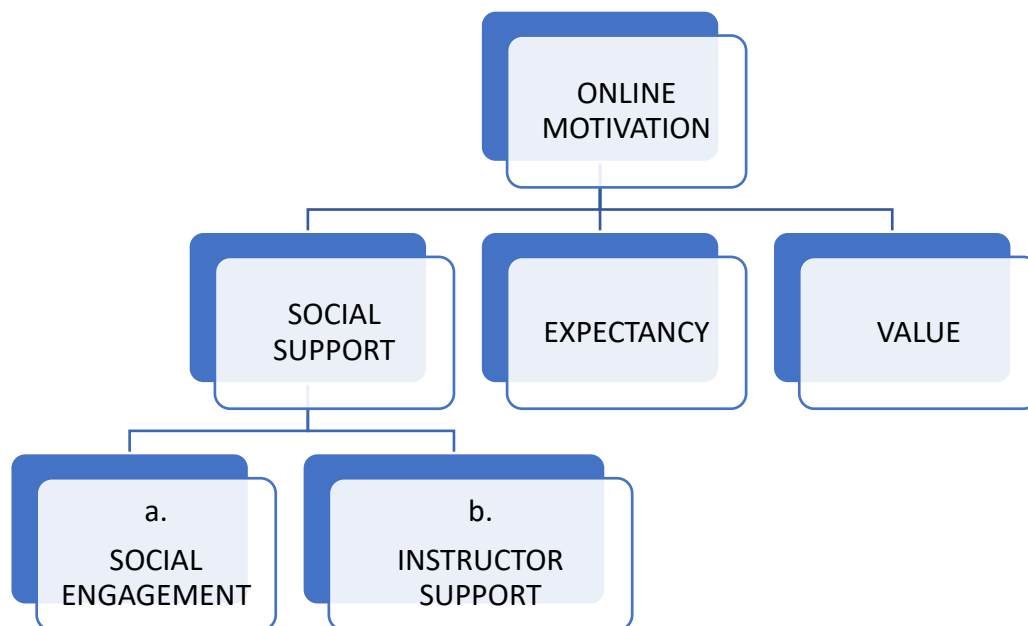 ONLINE
MOTIVATION
SOCIAL
SUPPORT
EXPECTANCY
VALUE
a.
SOCIAL
ENGAGEMENT
b.
INSTRUCTOR
SUPPORT